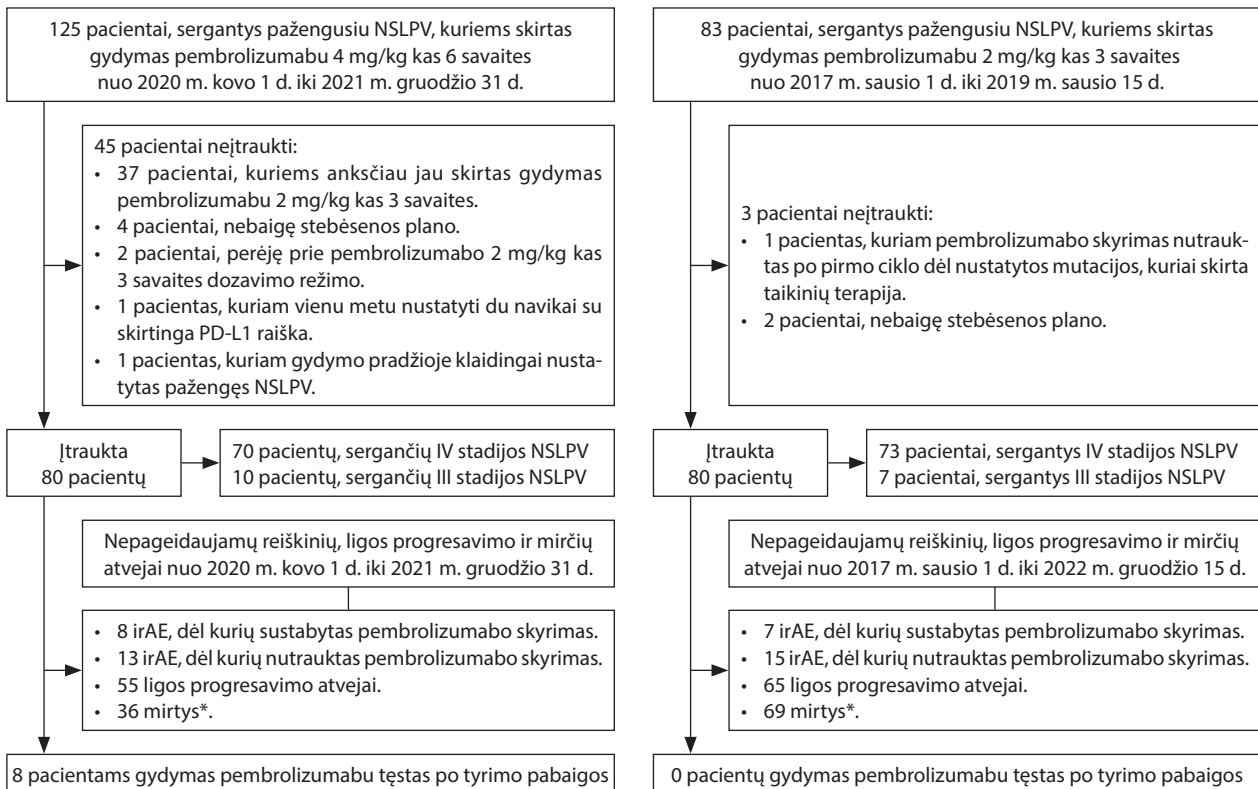 125 pacientai, sergantys pažengusiu NSLPV, kuriems skirtas
gydymas pembrolizumabu 4 mg/kg kas 6 savaites
nuo 2020 m. kovo 1 d. iki 2021 m. gruodžio 31 d.
45 pacientai neįtraukti:
• 37 pacientai, kuriems anksčiau jau skirtas gydymas
pembrolizumabu 2 mg/kg kas 3 savaites.
• 4 pacientai, nebaigę stebėsenos plano.
• 2 pacientai, perėję prie pembrolizumabo 2 mg/kg kas
3 savaites dozavimo režimo.
• 1 pacientas, kuriam vienu metu nustatyti du navikai su
skirtinga PD-L1 raiška.
• 1 pacientas, kuriam gydymo pradžioje klaidingai nusta-
tytas pažengęs NSLPV.
Įtraukta
80 pacientų
70 pacientų, sergančių IV stadijos NSLPV
10 pacientų, sergančių III stadijos NSLPV
Nepageidaujamų reiškinių, ligos progresavimo ir mirčių
atvejai nuo 2020 m. kovo 1 d. iki 2021 m. gruodžio 31 d.
• 8 irAE, dėl kurių sustabytas pembrolizumabo skyrimas.
• 13 irAE, dėl kurių nutrauktas pembrolizumabo skyrimas.
• 55 ligos progresavimo atvejai.
• 36 mirtys*.
8 pacientams gydymas pembrolizumabu tęstas po tyrimo pabaigos
83 pacientai, sergantys pažengusiu NSLPV, kuriems skirtas
gydymas pembrolizumabu 2 mg/kg kas 3 savaites
nuo 2017 m. sausio 1 d. iki 2019 m. sausio 15 d.
3 pacientai neįtraukti:
• 1 pacientas, kuriam pembrolizumabo skyrimas nutrauk-
tas po pirmo ciklo dėl nustatytos mutacijos, kuriai skirta
taikinių terapija.
• 2 pacientai, nebaigę stebėsenos plano.
Įtraukta
80 pacientų
73 pacientai, sergantys IV stadijos NSLPV
7 pacientai, sergantys III stadijos NSLPV
Nepageidaujamų reiškinių, ligos progresavimo ir mirčių
atvejai nuo 2017 m. sausio 1 d. iki 2022 m. gruodžio 15 d.
• 7 irAE, dėl kurių sustabytas pembrolizumabo skyrimas.
• 15 irAE, dėl kurių nutrauktas pembrolizumabo skyrimas.
• 65 ligos progresavimo atvejai.
• 69 mirtys*.
0 pacientų gydymas pembrolizumabu tęstas po tyrimo pabaigos